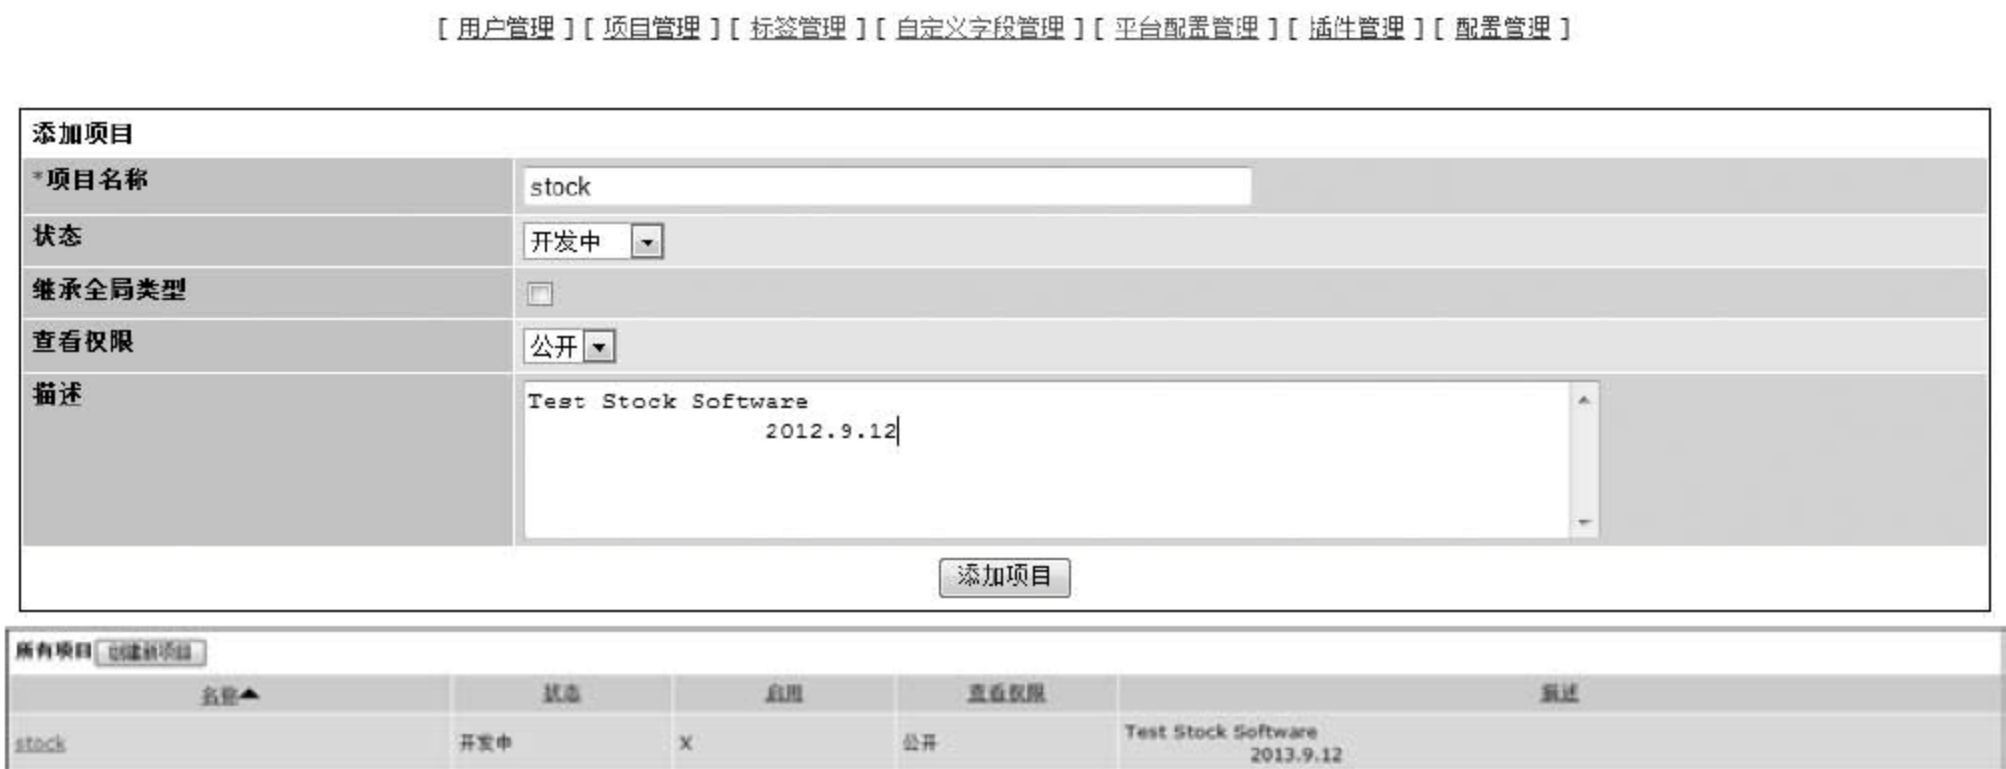 [ 用户管理 ] [ 项目管理 ] [ 标签管理 ] [ 自定义字段管理 ] [ 平台配置管理 ] [ 插件管理 ] [ 配置管理 ]
添加项目
*项目名称 stock
状态 开发中
继承全局类型
查看权限 公开
描述 Test Stock Software
2012.9.12
添加项目
所有项目 创建新项目
名称 状态 启用 查看权限 描述
stock 开发中 X 公开 Test Stock Software
2013.9.12